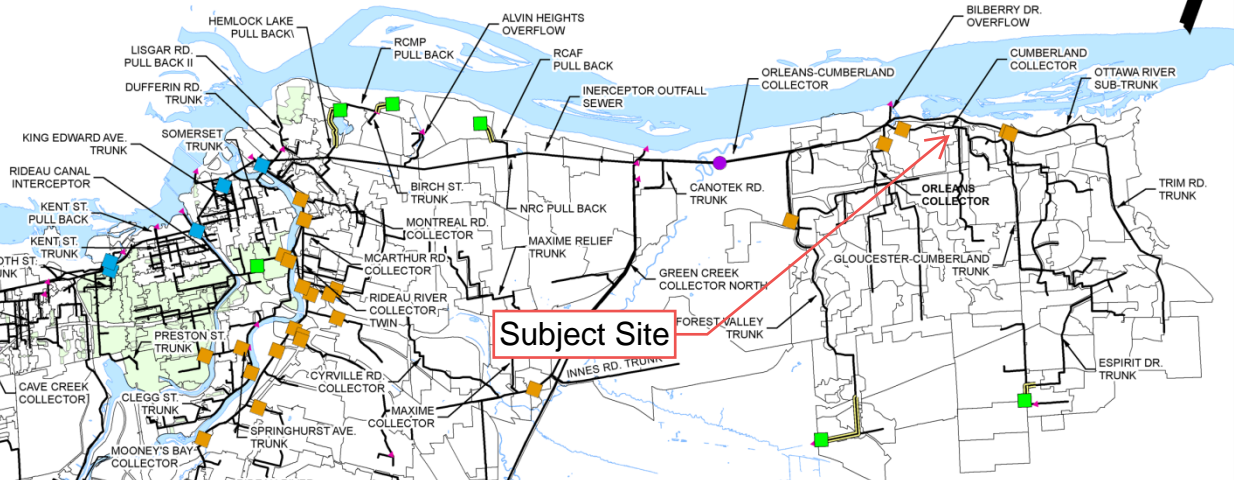 HEMLOCK LAKE
PULL BACK\
ALVIN HEIGHTS
OVERFLOW
BILBERRY DR.
OVERFLOW
LISGAR RD.
PULL BACK II
RCMP
PULL BACK
RCAF
PULL BACK
CUMBERLAND
COLLECTOR
DUFFERIN RD.
TRUNK
INERCEPTOR OUTFALL
SEWER
ORLEANS-CUMBERLAND
COLLECTOR
OTTAWA RIVER
SUB-TRUNK
KING EDWARD AVE.
TRUNK
SOMERSET
TRUNK
RIDEAU CANAL
INTERCEPTOR
BIRCH ST.
TRUNK
NRC PULL BACK
CANOTEK RD.
TRUNK
ORLEANS
COLLECTOR
TRIM RD.
TRUNK
KENT ST.
PULL BACK
KENT ST.
TRUNK
OTH ST.
UNK
MONTREAL RD.
COLLECTOR
MAXIME RELIEF
TRUNK
MCARTHUR RD.
COLLECTOR
GREEN CREEK
COLLECTOR NORTH
GLOUCESTER-CUMBERLAND
TRUNK
RIDEAU RIVER
COLLECTOR
TWIN
Subject Site
FOREST VALLEY
TRUNK
PRESTON ST.
TRUNK
INNES RD. TRUNK
ESPIRIT DR.
TRUNK
CAVE CREEK
COLLECTOR
CYRVILLE RD.
COLLECTOR
CLEGG ST.
TRUNK
MAXIME
COLLECTOR
SPRINGHURST AVE.
TRUNK
MOONEY'S BAY
COLLECTOR